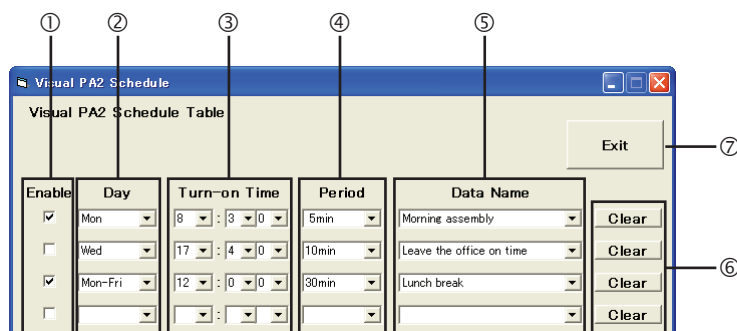 ① ② ③ ④ ⑤
Visual PA2 Schedule
Visual PA2 Schedule Table
Exit ⑦
Enable Day Turn-on Time Period Data Name
Mon 8 : 3 0 5min Morning assembly Clear
Wed 17 : 4 0 10min Leave the office on time Clear
⑥
Mon-Fri 12 : 0 0 30min Lunch break Clear
: Clear